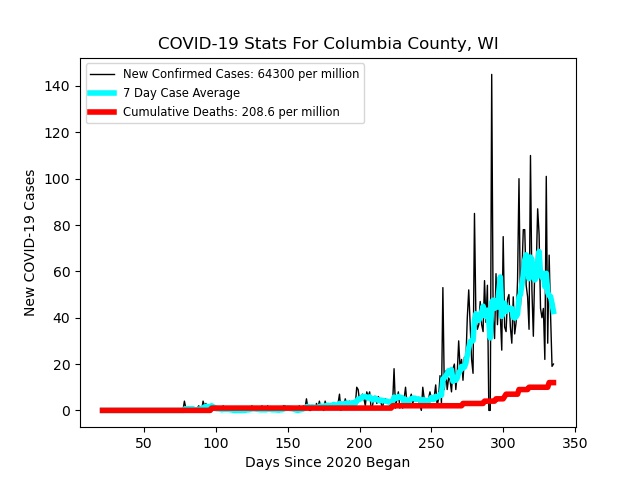 COVID-19 Stats For Columbia County, WI
New Confirmed Cases: 64300 per million
7 Day Case Average
Cumulative Deaths: 208.6 per million
New COVID-19 Cases
140
120
100
80
60
40
20
0
50 100 150 200 250 300 350
Days Since 2020 Began